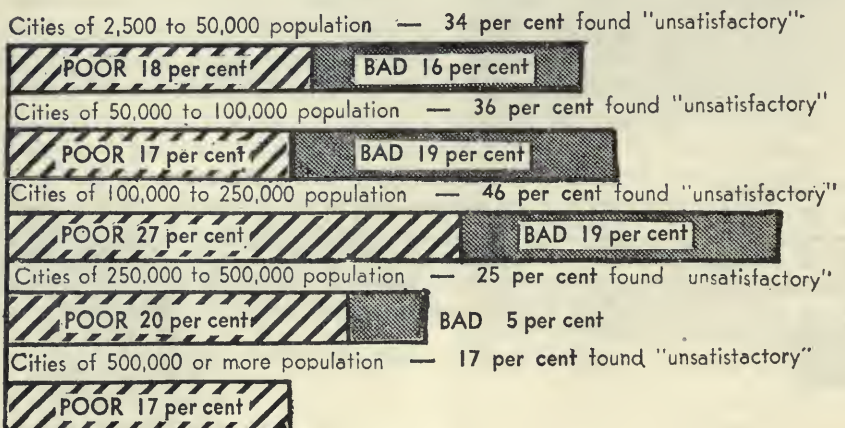 Cities of 2,500 to 50,000 population — 34 per cent found "unsatisfactory"
POOR 18 per cent BAD 16 per cent
Cities of 50,000 to 100,000 population — 36 per cent found "unsatisfactory"
POOR 17 per cent BAD 19 per cent
Cities of 100,000 to 250,000 population — 46 per cent found "unsatisfactory"
POOR 27 per cent BAD 19 per cent
Cities of 250,000 to 500,000 population — 25 per cent found unsatisfactory"
POOR 20 per cent BAD 5 per cent
Cities of 500,000 or more population — 17 per cent found "unsatisfactory"
POOR 17 per cent